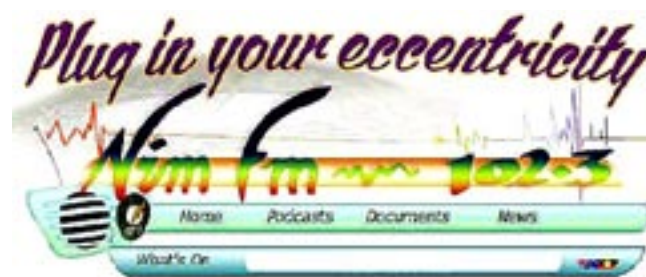 Plug in your eccentricity
Nim Fm 102.3
Home Podcasts Documents News
What's On